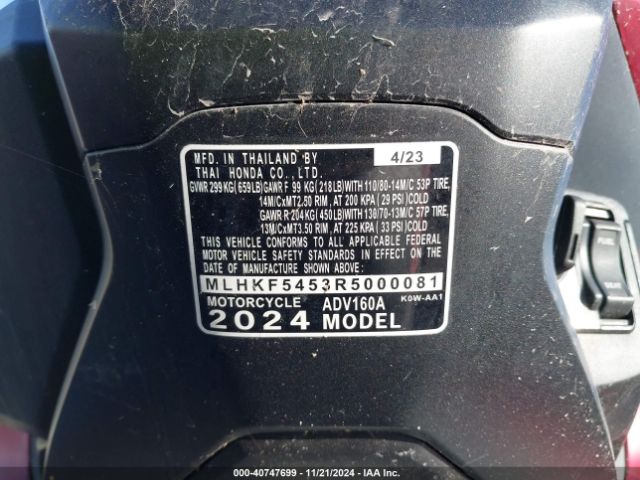 MFD. IN THAILAND BY 4/23
THAI HONDA CO., LTD.
GVWR 299 KG(659LB)GAWR F 99 KG(218LB)WITH 110/80-14M/C 53P TIRE,
14M/CxMT2.50 RIM, AT 200 KPA (29 PSI)COLD
GAWR R 204 KG(450LB)WITH 130/70-13M/C 57P TIRE,
13M/CxMT3.50 RIM, AT 225 KPA (33 PSI)COLD
THIS VEHICLE CONFORMS TO ALL APPLICABLE FEDERAL
MOTOR VEHICLE SAFETY STANDARDS IN EFFECT ON THE
DATE OF MANUFACTURE SHOWN ABOVE.
MLHKF5453R5000081
MOTORCYCLE ADV160A K0W-AA1
2024 MODEL
000-40747699 - 11/21/2024 - IAA Inc.